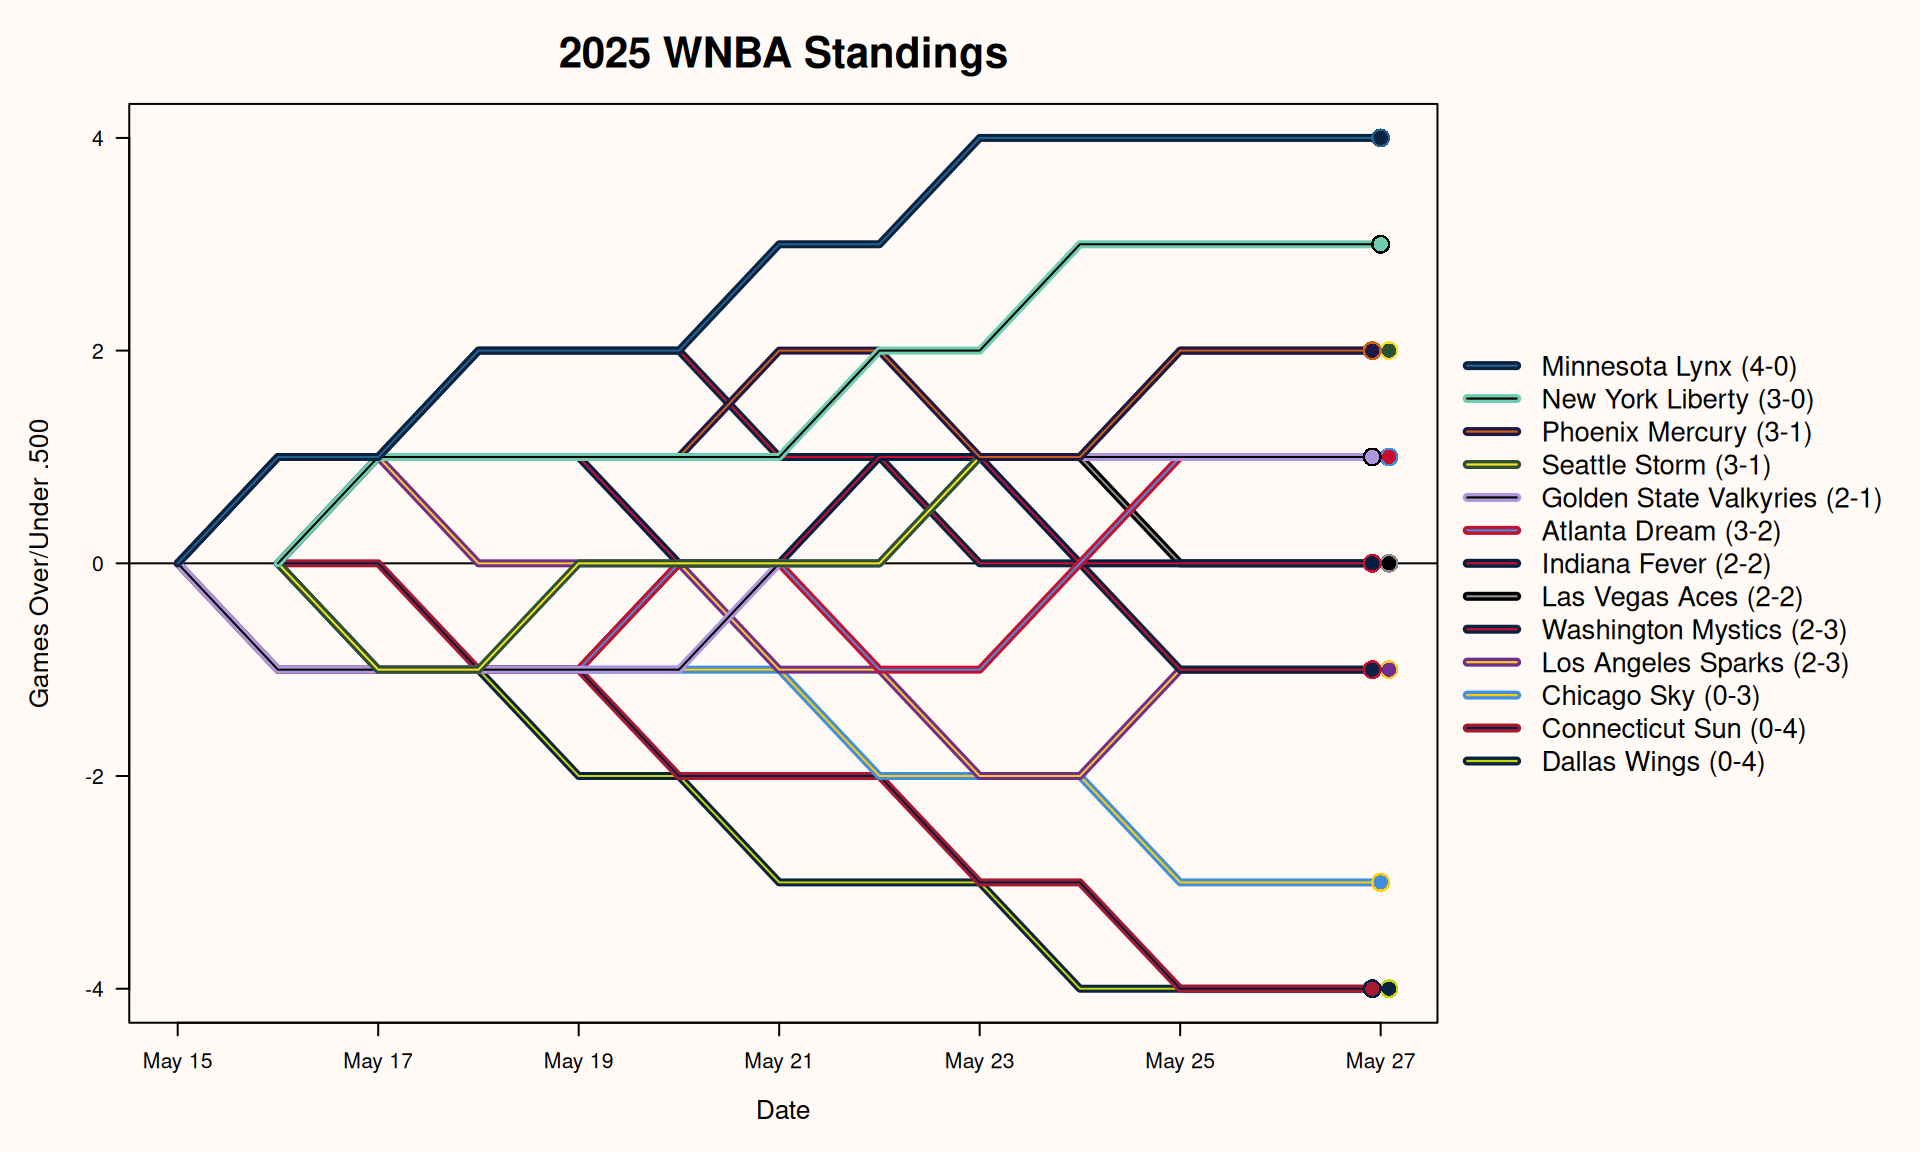 2025 WNBA Standings
Games Over/Under .500
4
2
0
-2
-4
May 15
May 17
May 19
May 21
May 23
May 25
May 27
Date
Minnesota Lynx (4-0)
New York Liberty (3-0)
Phoenix Mercury (3-1)
Seattle Storm (3-1)
Golden State Valkyries (2-1)
Atlanta Dream (3-2)
Indiana Fever (2-2)
Las Vegas Aces (2-2)
Washington Mystics (2-3)
Los Angeles Sparks (2-3)
Chicago Sky (0-3)
Connecticut Sun (0-4)
Dallas Wings (0-4)